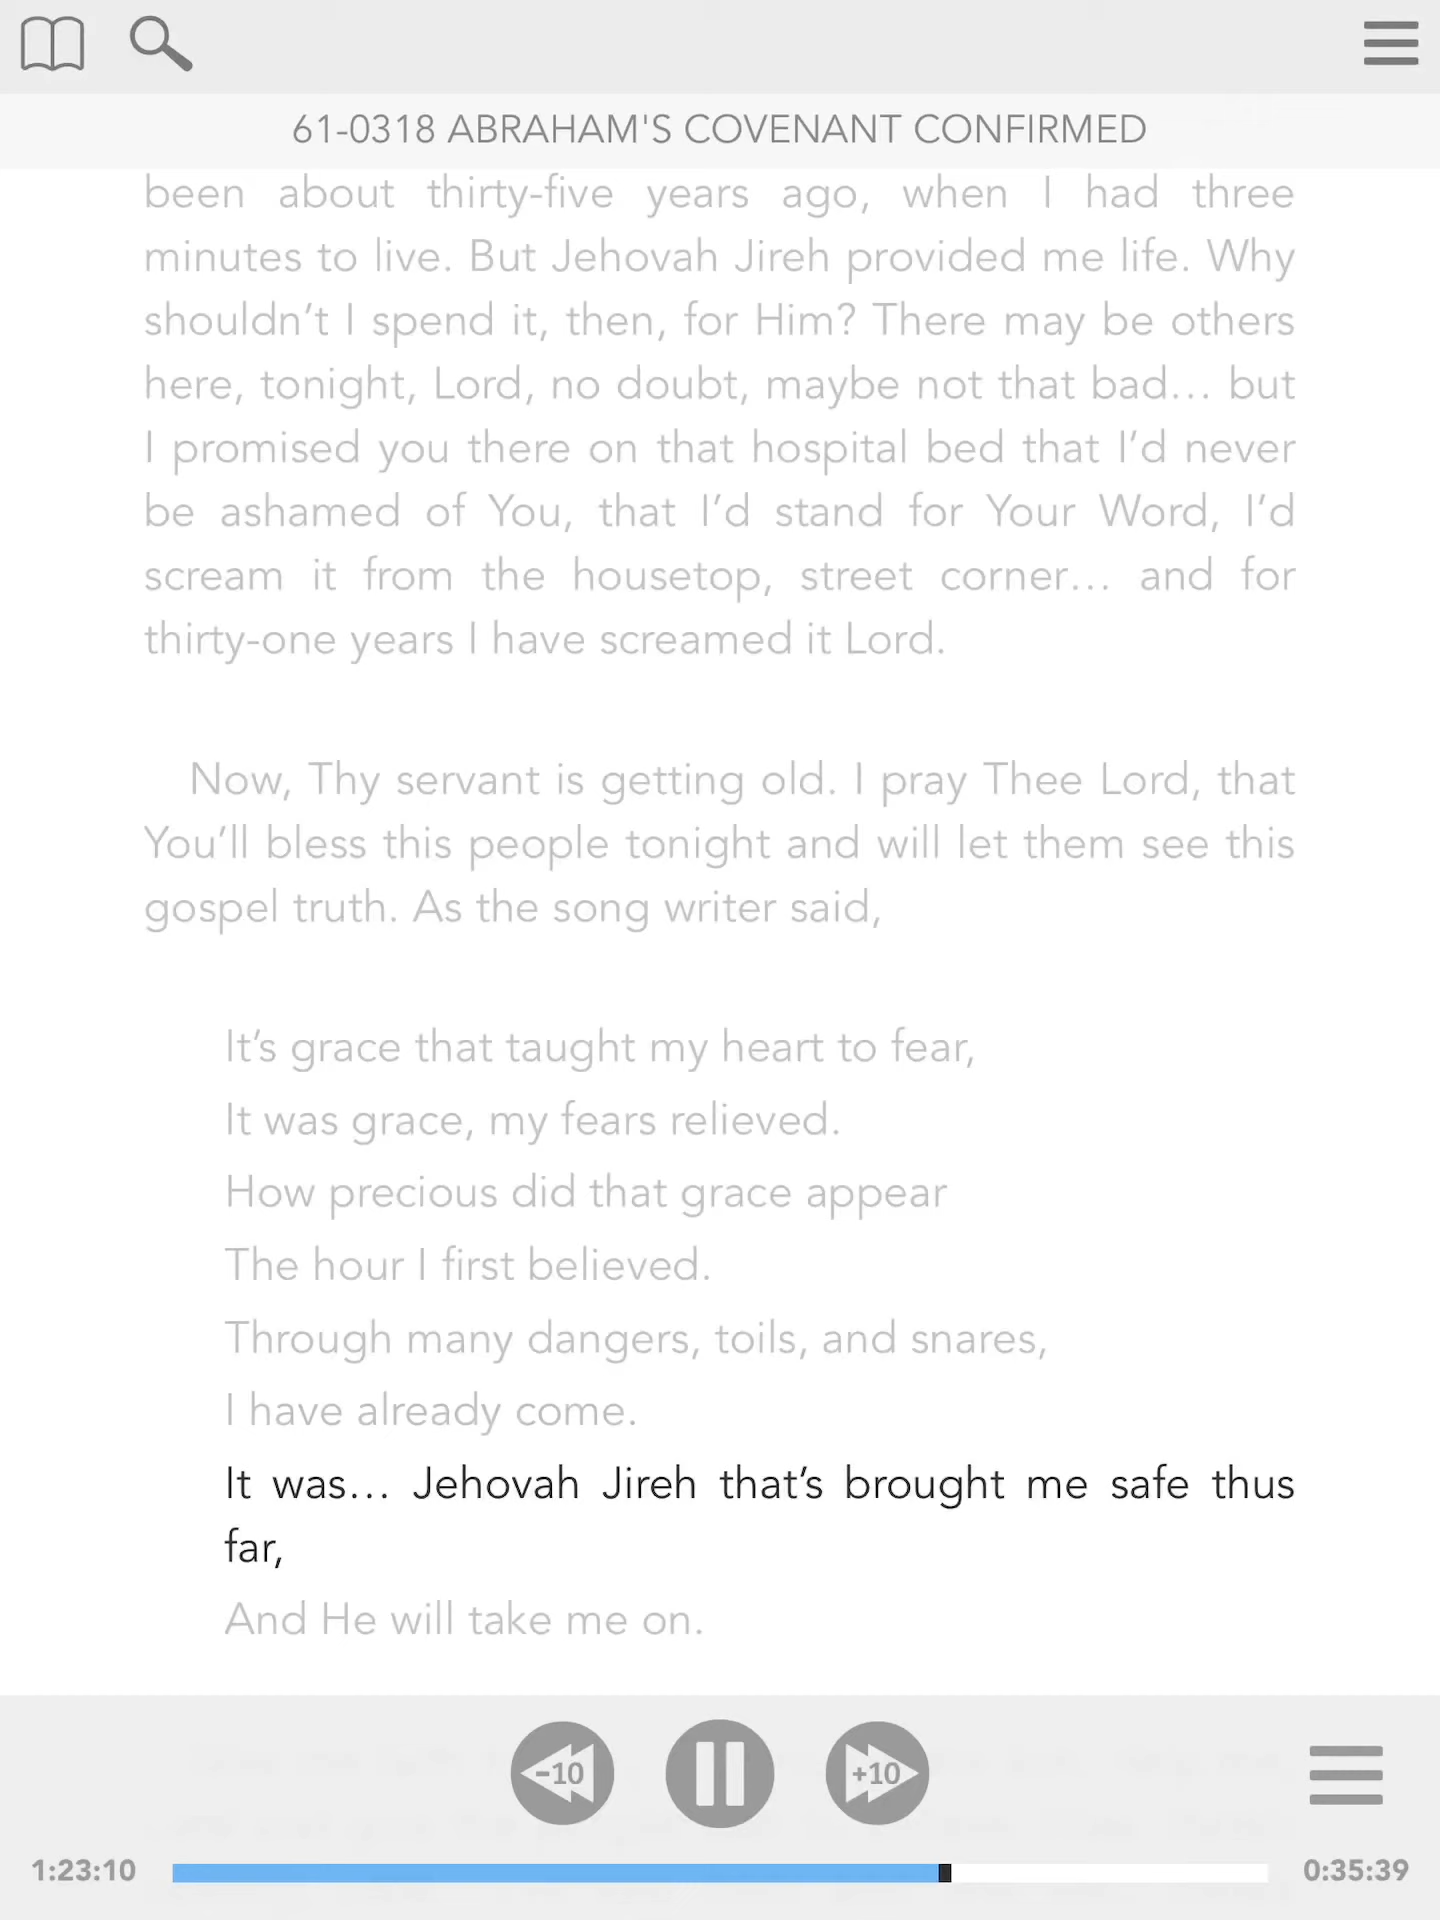 61-0318 ABRAHAM'S COVENANT CONFIRMED
been about thirty-five years ago, when I had three
minutes to live. But Jehovah Jireh provided me life. Why
shouldn’t I spend it, then, for Him? There may be others
here, tonight, Lord, no doubt, maybe not that bad… but
I promised you there on that hospital bed that I’d never
be ashamed of You, that I’d stand for Your Word, I’d
scream it from the housetop, street corner… and for
thirty-one years I have screamed it Lord.
Now, Thy servant is getting old. I pray Thee Lord, that
You’ll bless this people tonight and will let them see this
gospel truth. As the song writer said,
It’s grace that taught my heart to fear,
It was grace, my fears relieved.
How precious did that grace appear
The hour I first believed.
Through many dangers, toils, and snares,
I have already come.
It was… Jehovah Jireh that’s brought me safe thus
far,
And He will take me on.
-10 +10
1:23:10 0:35:39